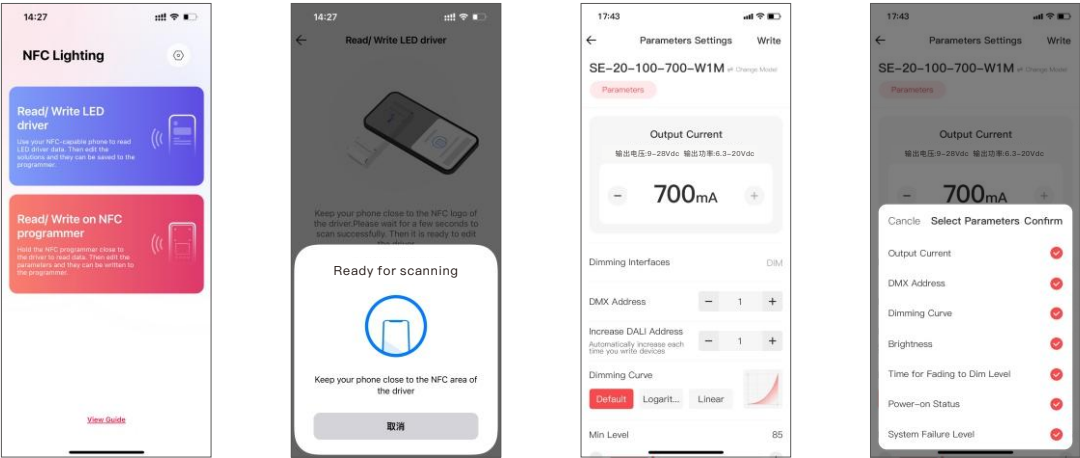 14:27
NFC Lighting
Read/ Write LED
driver
Use your NFC-capable phone to read
LED driver data. Then edit the
solutions and they can be saved to the
programmer.
Read/ Write on NFC
programmer
Hold the NFC programmer close to
the driver to read data. Then edit the
parameters and they can be written to
the programmer.
View Guide
14:27
Read/ Write LED driver
Keep your phone close to the NFC logo of
the driver.Please wait for a few seconds to
scan successfully. Then it is ready to edit
the driver
Ready for scanning
Keep your phone close to the NFC area of
the driver
取消
17:43
Parameters Settings Write
SE-20-100-700-W1M ⇌ Change Model
Parameters
Output Current
输出电压:9-28Vdc 输出功率:6.3-20Vdc
- 700mA +
Dimming Interfaces DIM
DMX Address - 1 +
Increase DALI Address
Automatically increase each
time you write devices
- 1 +
Dimming Curve
Default Logarit... Linear
Min Level 85
17:43
Parameters Settings Write
SE-20-100-700-W1M ⇌ Change Model
Parameters
Output Current
输出电压:9-28Vdc 输出功率:6.3-20Vdc
- 700mA +
Cancle Select Parameters Confirm
Output Current
DMX Address
Dimming Curve
Brightness
Time for Fading to Dim Level
Power-on Status
System Failure Level